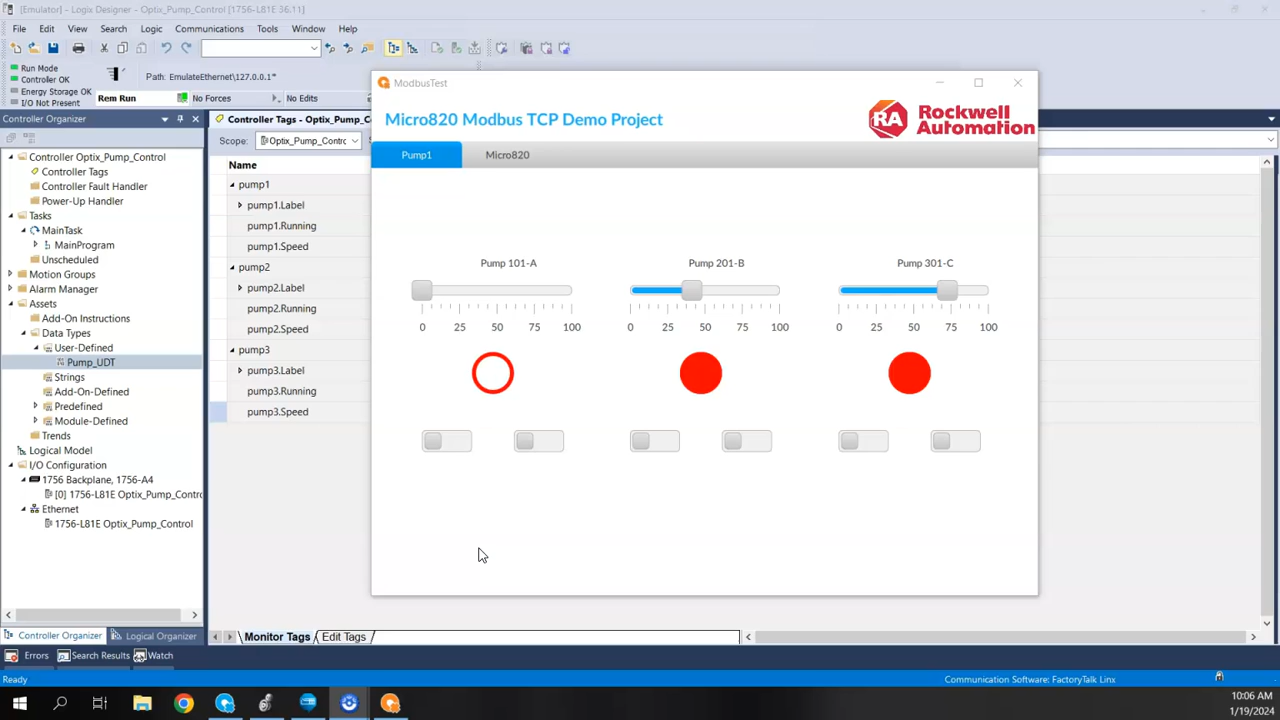 [Emulator] - Logix Designer - Optix_Pump_Control [1756-L81E 36.11]
File Edit View Search Logic Communications Tools Window Help
Run Mode
Controller OK
Energy Storage OK
I/O Not Present
Path: EmulateEthernet\127.0.0.1*
Rem Run No Forces No Edits
Controller Organizer
Controller Optix_Pump_Control
Controller Tags
Controller Fault Handler
Power-Up Handler
Tasks
MainTask
MainProgram
Unscheduled
Motion Groups
Alarm Manager
Assets
Add-On Instructions
Data Types
User-Defined
Pump_UDT
Strings
Add-On-Defined
Predefined
Module-Defined
Trends
Logical Model
I/O Configuration
1756 Backplane, 1756-A4
[0] 1756-L81E Optix_Pump_Contro
Ethernet
1756-L81E Optix_Pump_Control
Controller Organizer Logical Organizer
Controller Tags - Optix_Pump_C
Scope: Optix_Pump_Contrc
Name
pump1
pump1.Label
pump1.Running
pump1.Speed
pump2
pump2.Label
pump2.Running
pump2.Speed
pump3
pump3.Label
pump3.Running
pump3.Speed
Monitor Tags Edit Tags
ModbusTest
Micro820 Modbus TCP Demo Project
RA Rockwell
Automation
Pump1 Micro820
Pump 101-A Pump 201-B Pump 301-C
0 25 50 75 100 0 25 50 75 100 0 25 50 75 100
Errors Search Results Watch
Ready Communication Software: FactoryTalk Linx
10:06 AM
1/19/2024